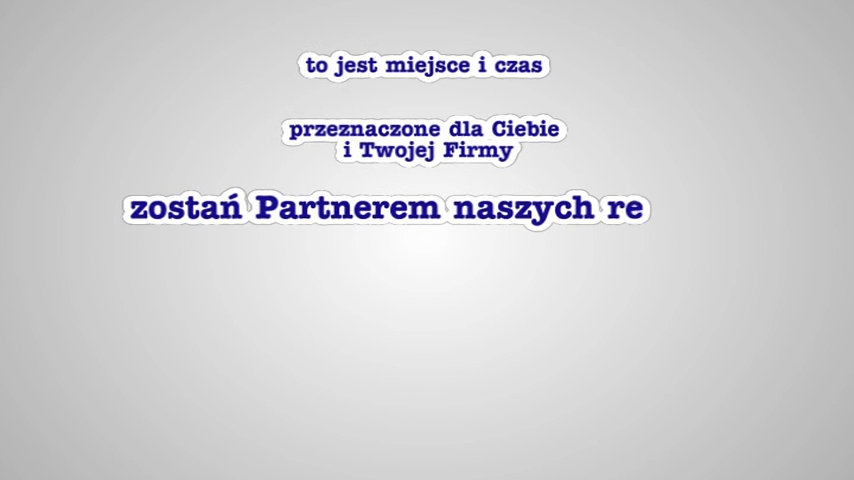 to jest miejsce i czas
przeznaczone dla Ciebie
i Twojej Firmy
zostań Partnerem naszych re